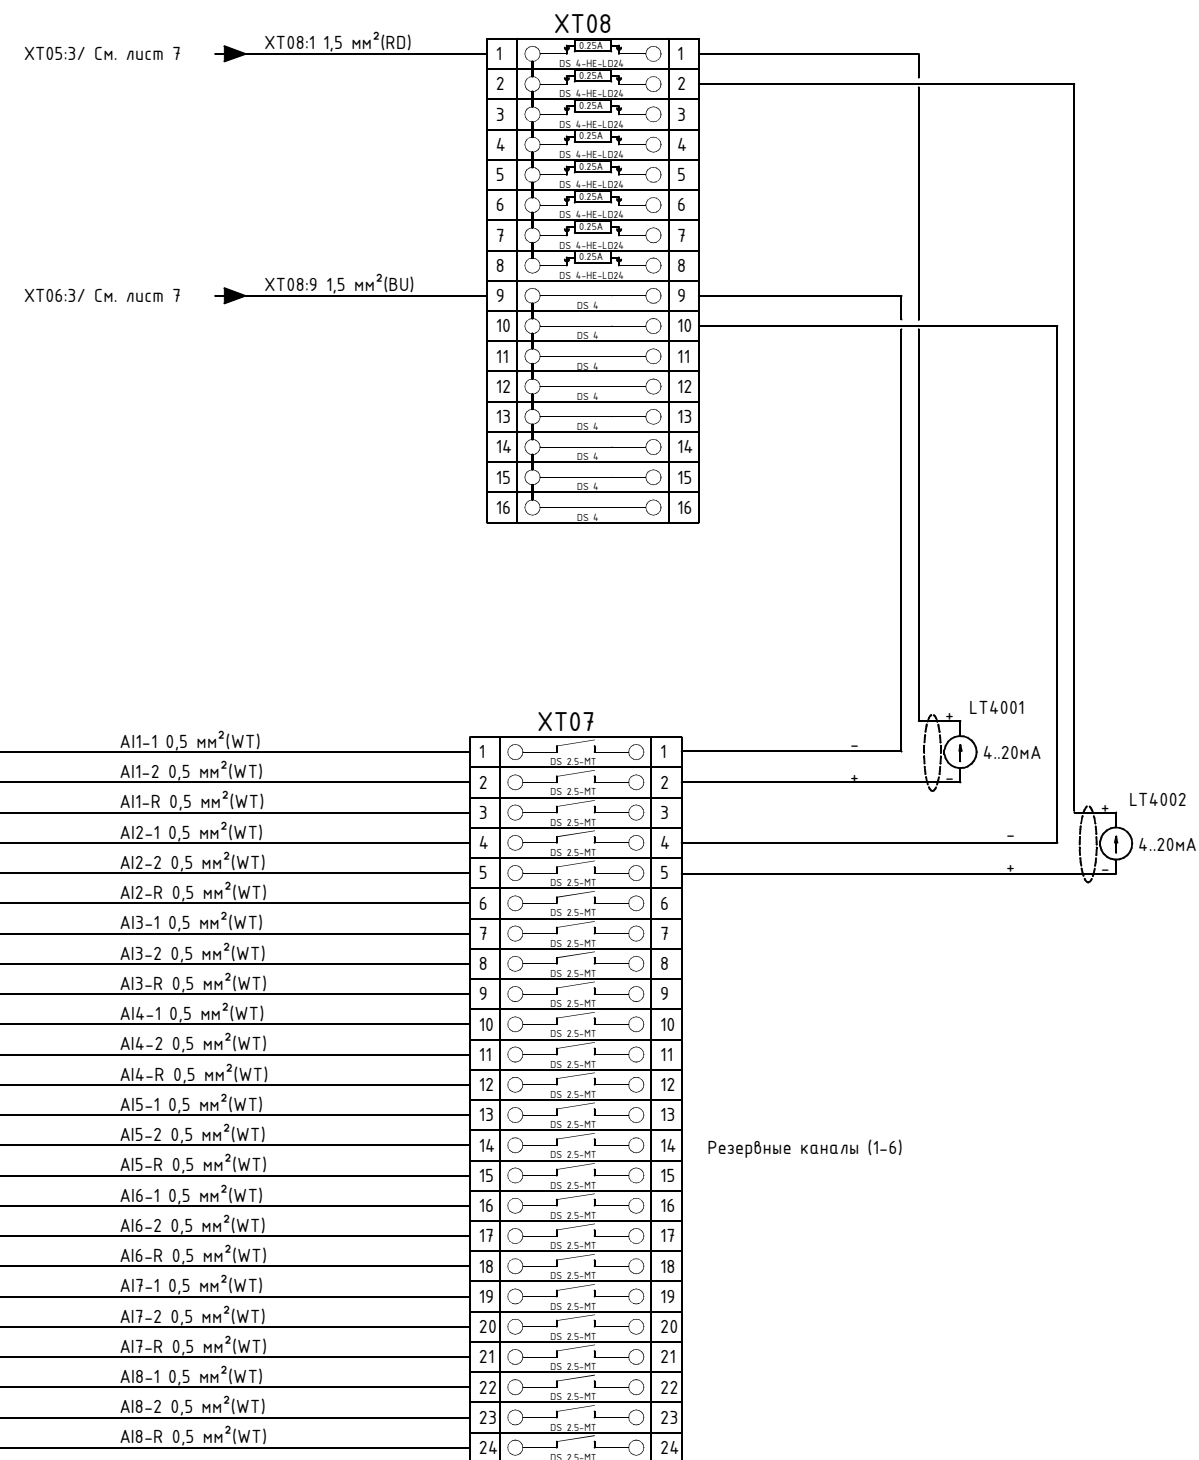 XT08
XT05:3/ См. лист 7
XT08:1 1,5 мм²(RD)
1 0.25A 1
DS 4-HE-LD24
2 0.25A 2
DS 4-HE-LD24
3 0.25A 3
DS 4-HE-LD24
4 0.25A 4
DS 4-HE-LD24
5 0.25A 5
DS 4-HE-LD24
6 0.25A 6
DS 4-HE-LD24
7 0.25A 7
DS 4-HE-LD24
8 0.25A 8
DS 4-HE-LD24
XT06:3/ См. лист 7
XT08:9 1,5 мм²(BU)
9 9
DS 4
10 10
DS 4
11 11
DS 4
12 12
DS 4
13 13
DS 4
14 14
DS 4
15 15
DS 4
16 16
DS 4
LT4001
+
4..20мА
-
LT4002
+
4..20мА
-
XT07
AI1-1 0,5 мм²(WT)
1 1 -
DS 2.5-MT
AI1-2 0,5 мм²(WT)
2 2 +
DS 2.5-MT
AI1-R 0,5 мм²(WT)
3 3
DS 2.5-MT
AI2-1 0,5 мм²(WT)
4 4 -
DS 2.5-MT
AI2-2 0,5 мм²(WT)
5 5 +
DS 2.5-MT
AI2-R 0,5 мм²(WT)
6 6
DS 2.5-MT
AI3-1 0,5 мм²(WT)
7 7
DS 2.5-MT
AI3-2 0,5 мм²(WT)
8 8
DS 2.5-MT
AI3-R 0,5 мм²(WT)
9 9
DS 2.5-MT
AI4-1 0,5 мм²(WT)
10 10
DS 2.5-MT
AI4-2 0,5 мм²(WT)
11 11
DS 2.5-MT
AI4-R 0,5 мм²(WT)
12 12
DS 2.5-MT
AI5-1 0,5 мм²(WT)
13 13
DS 2.5-MT
AI5-2 0,5 мм²(WT)
14 14
DS 2.5-MT
Резервные каналы (1-6)
AI5-R 0,5 мм²(WT)
15 15
DS 2.5-MT
AI6-1 0,5 мм²(WT)
16 16
DS 2.5-MT
AI6-2 0,5 мм²(WT)
17 17
DS 2.5-MT
AI6-R 0,5 мм²(WT)
18 18
DS 2.5-MT
AI7-1 0,5 мм²(WT)
19 19
DS 2.5-MT
AI7-2 0,5 мм²(WT)
20 20
DS 2.5-MT
AI7-R 0,5 мм²(WT)
21 21
DS 2.5-MT
AI8-1 0,5 мм²(WT)
22 22
DS 2.5-MT
AI8-2 0,5 мм²(WT)
23 23
DS 2.5-MT
AI8-R 0,5 мм²(WT)
24 24
DS 2.5-MT